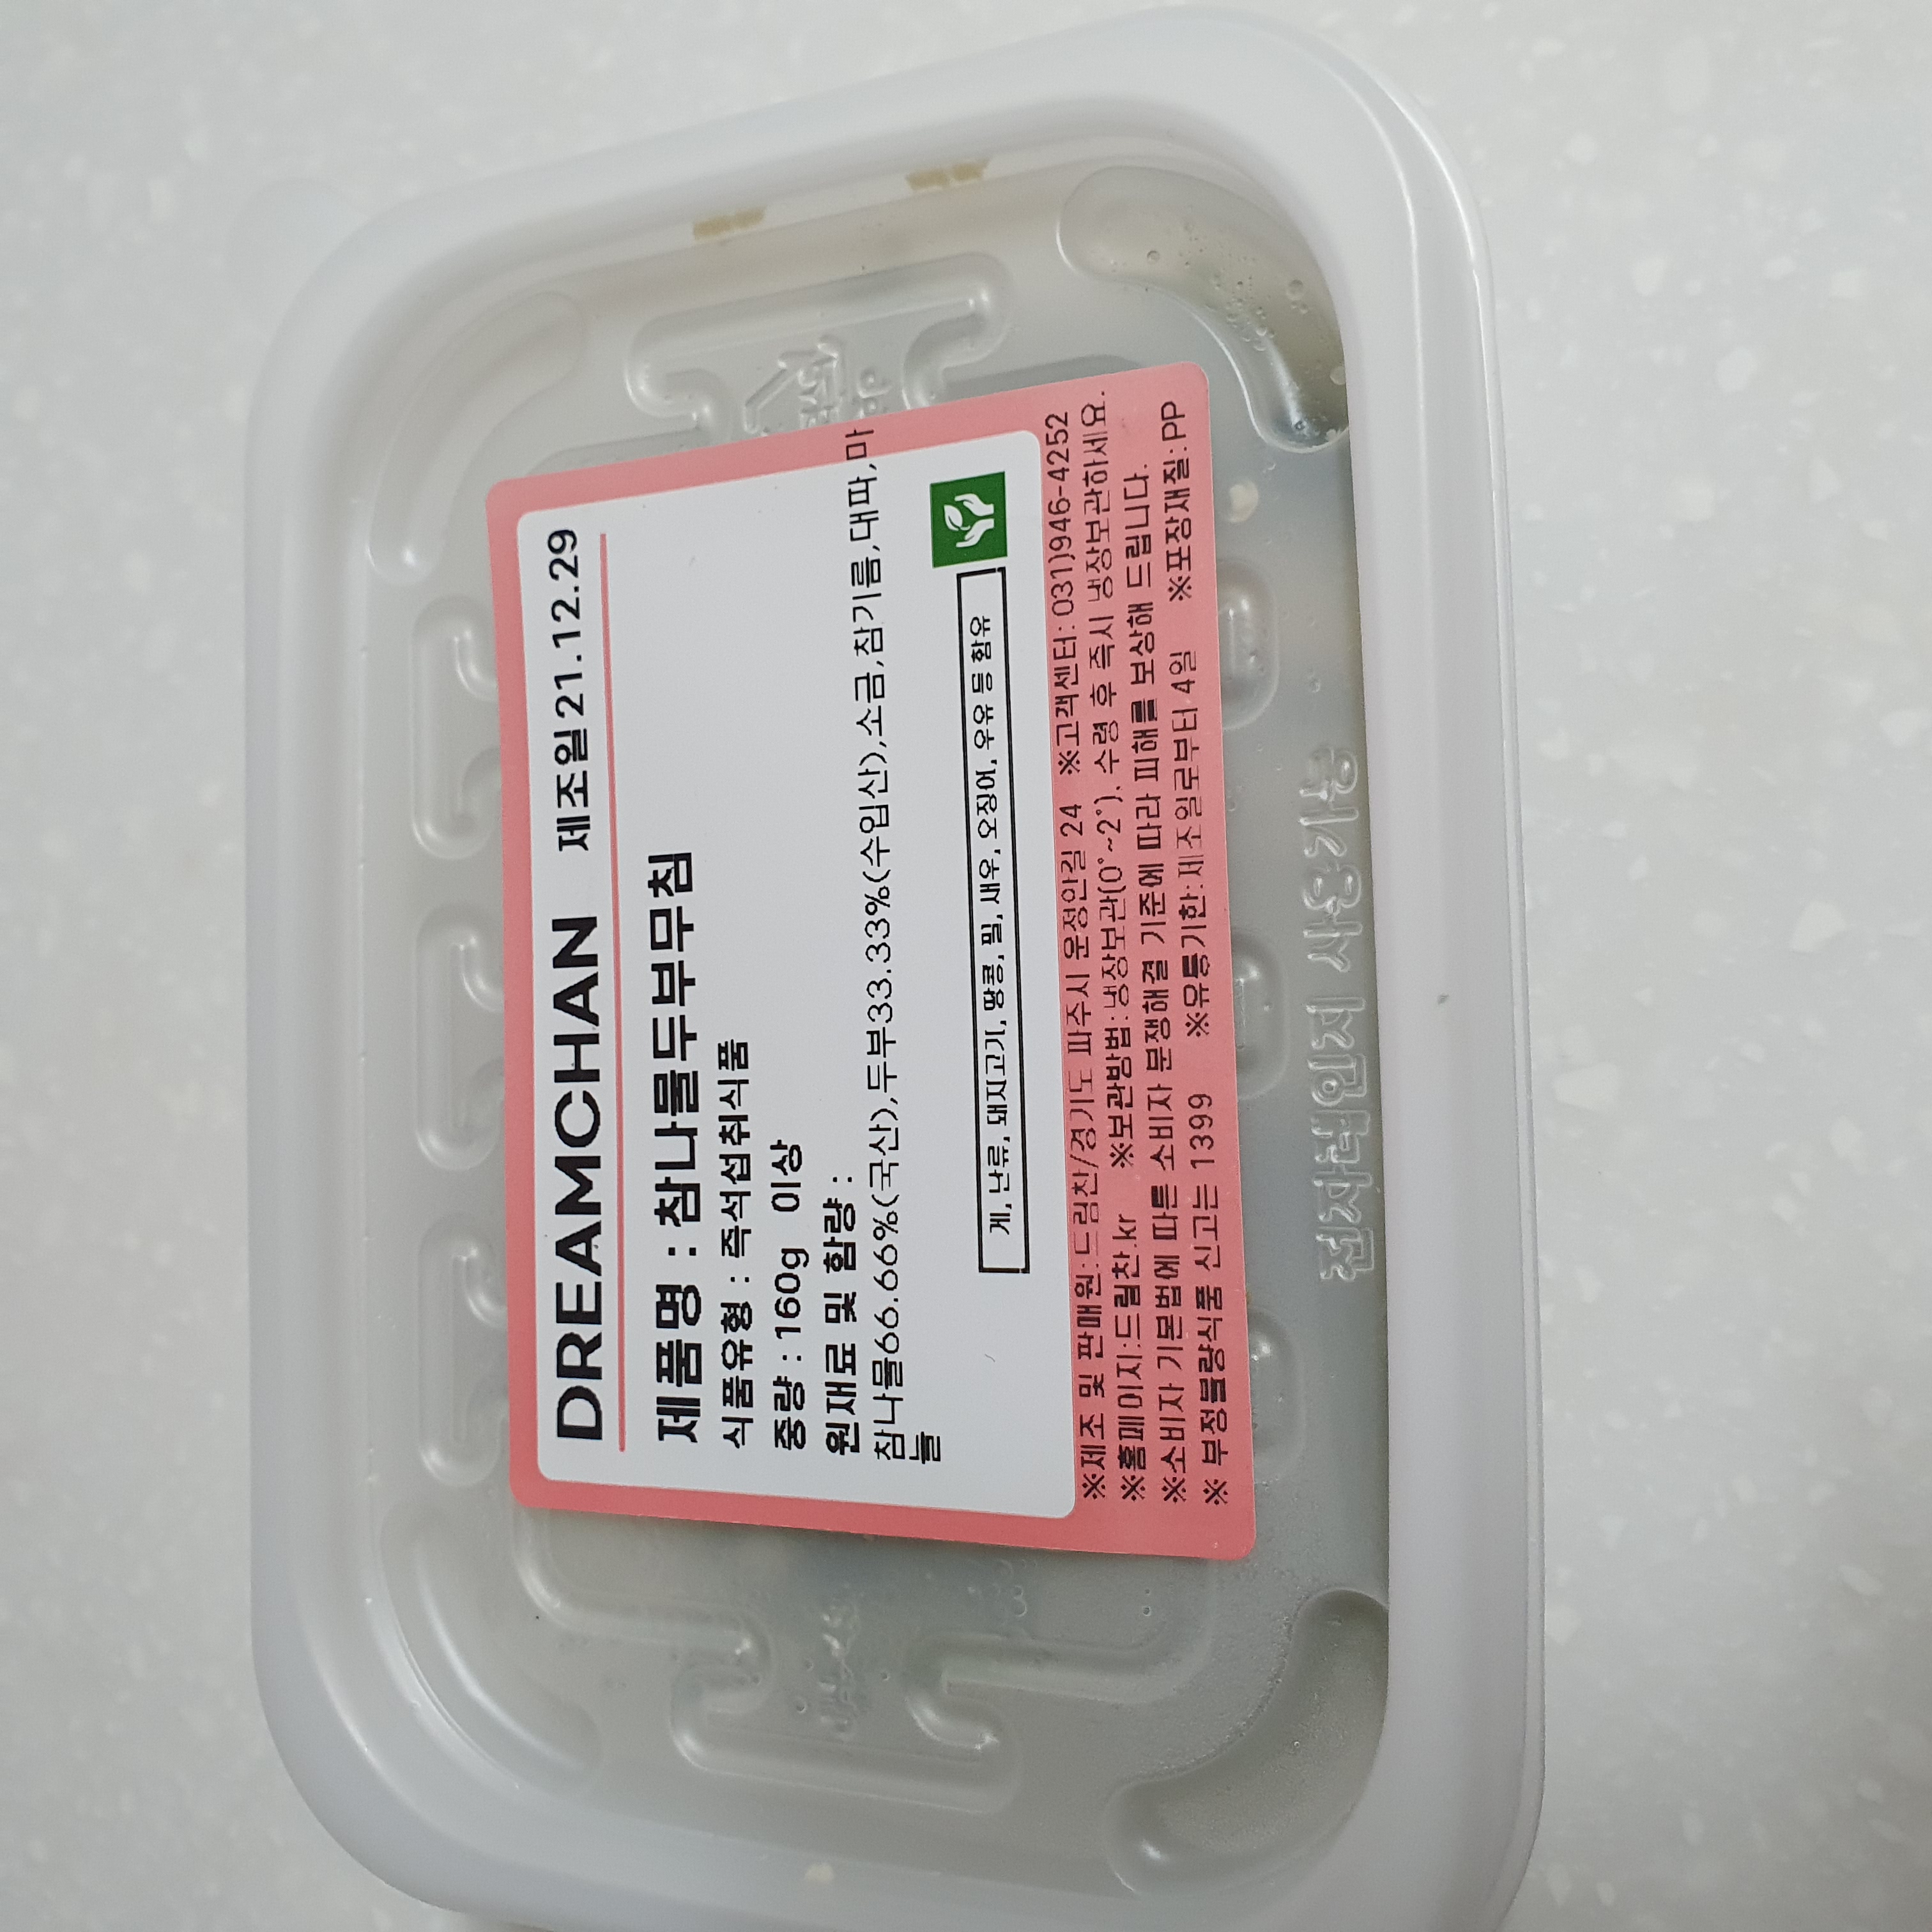 DREAMCHAN 제조일21.12.29
제품명 : 참나물두부무침
식품유형 : 즉석섭취식품
중량 : 160g 이상
원재료 및 함량 :
참나물66.66%(국산),두부33.33%(수입산),소금,참기름,대파,마
늘
게, 난류, 돼지고기, 땅콩, 밀, 새우, 오징어, 우유 등 함유
※제조 및 판매원:드림찬/경기도 파주시 운정안길 24 ※고객센터: 031)946-4252
※홈페이지:드림찬.kr ※보관방법:냉장보관(0°~2°). 수령 후 즉시 냉장보관하세요.
※소비자 기본법에 따른 소비자 분쟁해결 기준에 따라 피해를 보상해 드립니다.
※ 부정불량식품 신고는 1399 ※유통기한:제조일로부터 4일 ※포장재질:PP
전자레인지 사용가능